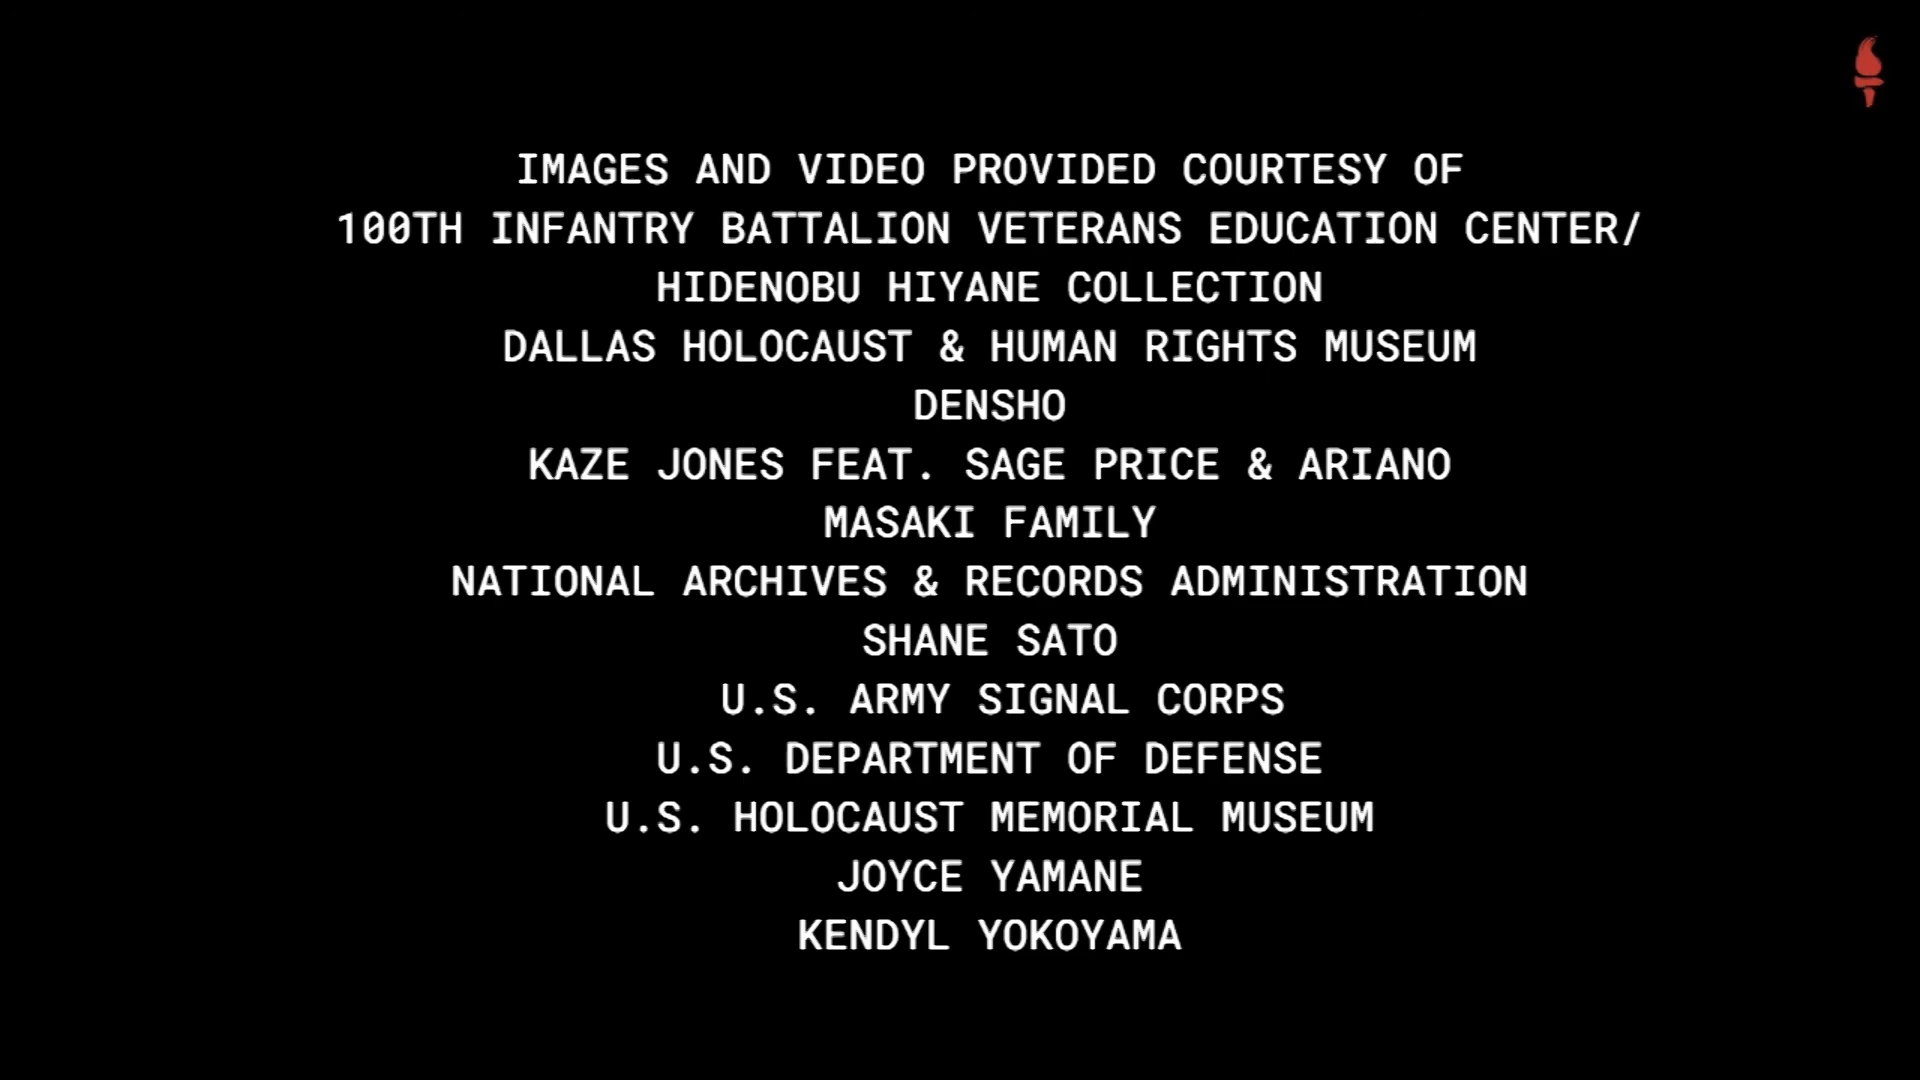 IMAGES AND VIDEO PROVIDED COURTESY OF
100TH INFANTRY BATTALION VETERANS EDUCATION CENTER/
HIDENOBU HIYANE COLLECTION
DALLAS HOLOCAUST & HUMAN RIGHTS MUSEUM
DENSHO
KAZE JONES FEAT. SAGE PRICE & ARIANO
MASAKI FAMILY
NATIONAL ARCHIVES & RECORDS ADMINISTRATION
SHANE SATO
U.S. ARMY SIGNAL CORPS
U.S. DEPARTMENT OF DEFENSE
U.S. HOLOCAUST MEMORIAL MUSEUM
JOYCE YAMANE
KENDYL YOKOYAMA